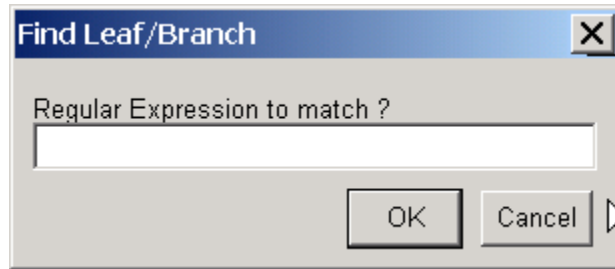 Find Leaf/Branch
Regular Expression to match ?
OK Cancel